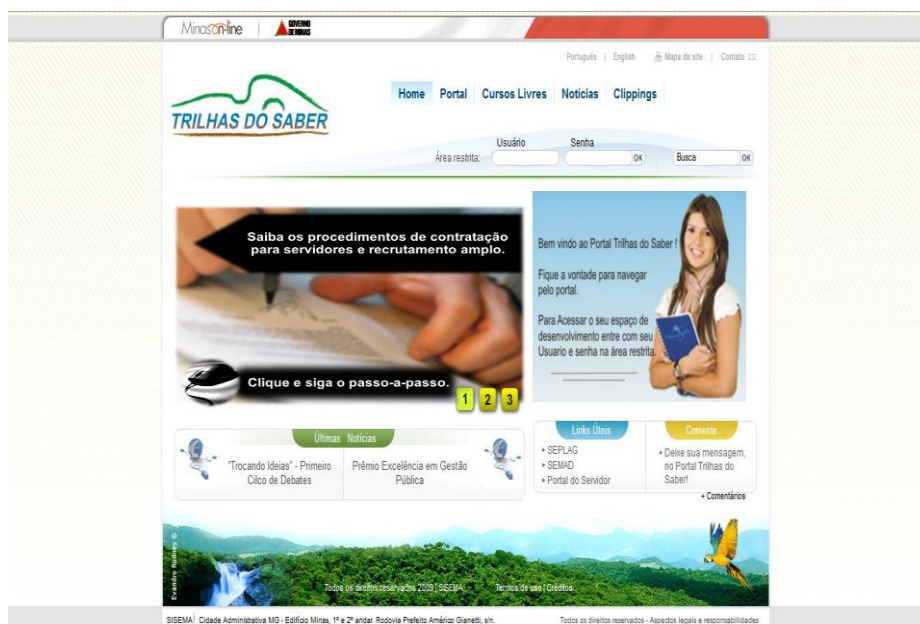 Minas on-line
GOVERNO
DE MINAS
Português | English Mapa do site | Contato
TRILHAS DO SABER
Home Portal Cursos Livres Notícias Clippings
Usuário Senha
Área restrita: OK Busca OK
Saiba os procedimentos de contratação
para servidores e recrutamento amplo.
Clique e siga o passo-a-passo.
1 2 3
Bem vindo ao Portal Trilhas do Saber !
Fique a vontade para navegar
pelo portal.
Para Acessar o seu espaço de
desenvolvimento entre com seu
Usuario e senha na área restrita.
Últimas Notícias
"Trocando Ideias" - Primeiro
Cilco de Debates
Prêmio Excelência em Gestão
Pública
Links Úteis
SEPLAG
SEMAD
Portal do Servidor
Comente
Deixe sua mensagem,
no Portal Trilhas do
Saber!
+ Comentários
Evandro Rodney ©
Todos os direitos reservados 2009 | SISEMA Termos de uso | Créditos
SISEMA| Cidade Administrativa MG - Edifício Minas, 1º e 2º andar. Rodovia Prefeito Américo Gianetti, s/n.
Todos os direitos reservados - Aspectos legais e responsabilidades